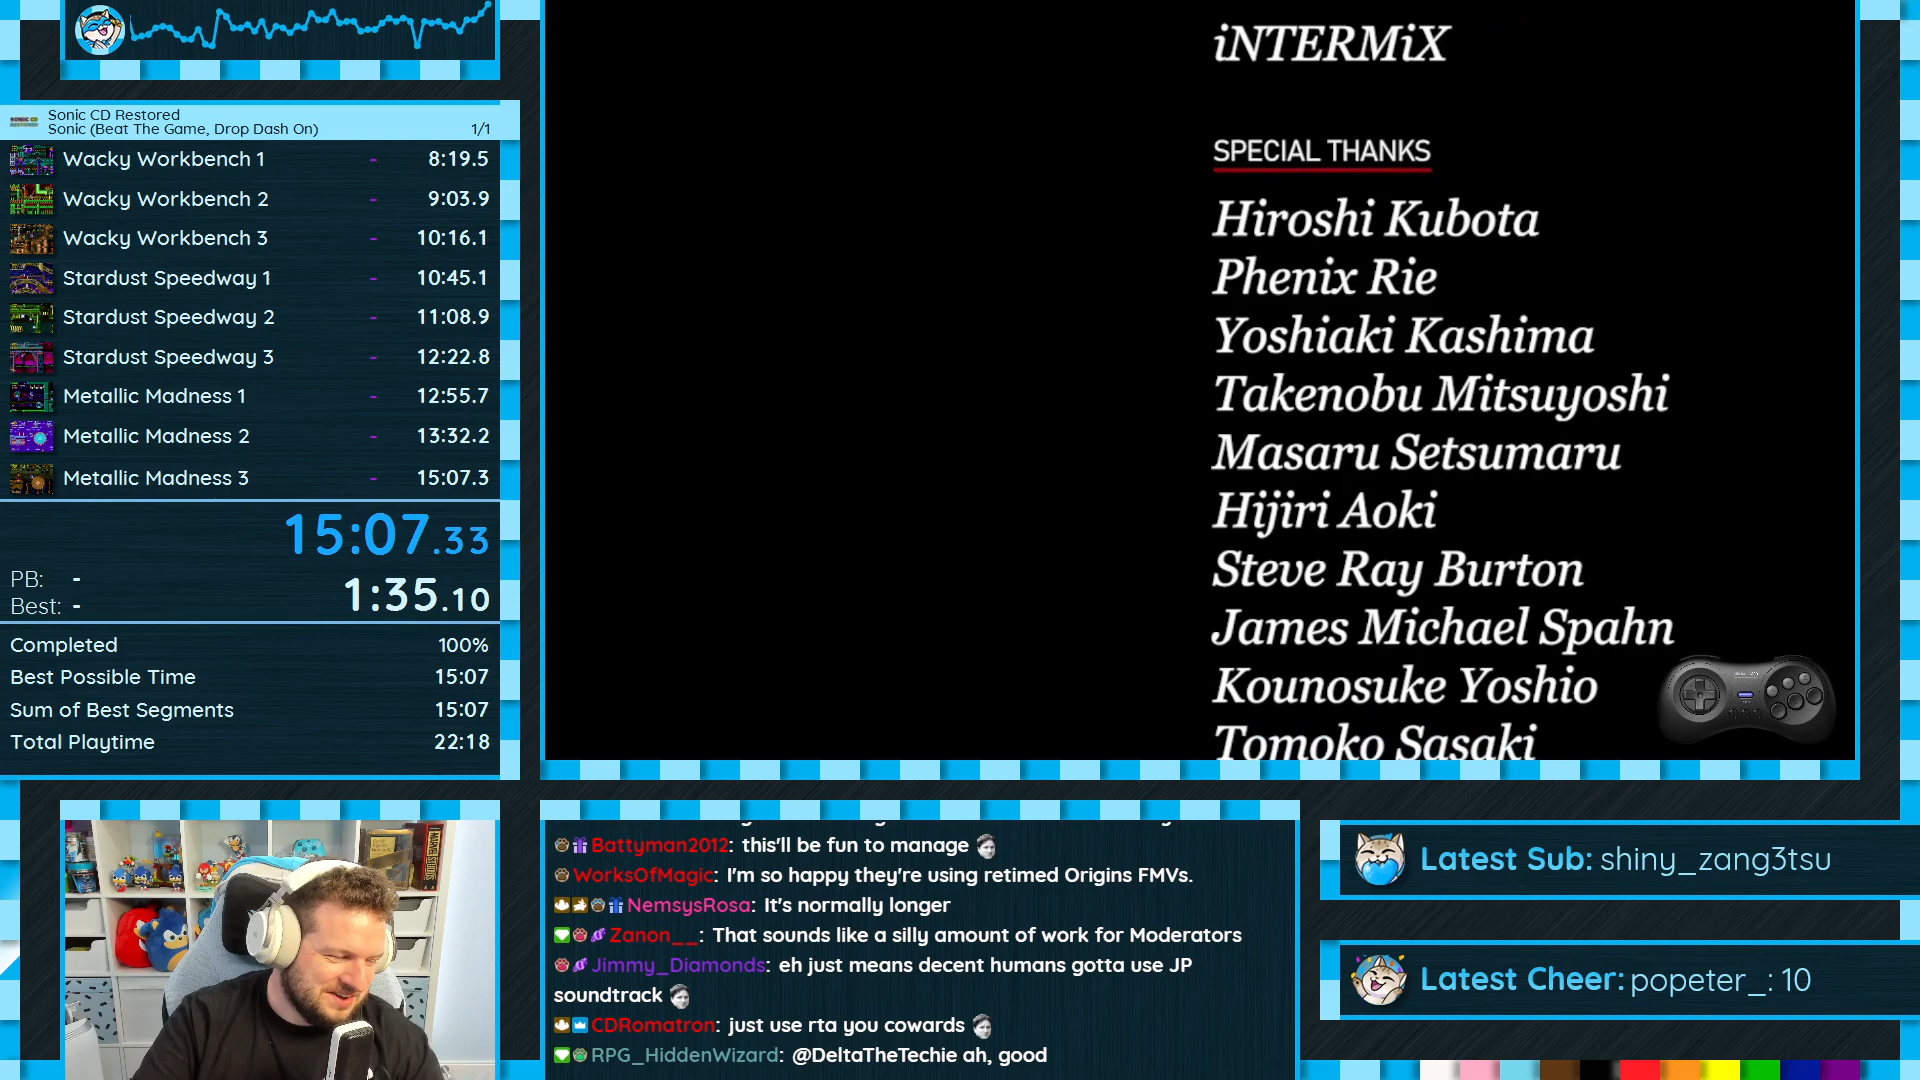 Sonic CD Restored
Sonic (Beat The Game, Drop Dash On) 1/1
Wacky Workbench 1 - 8:19.5
Wacky Workbench 2 - 9:03.9
Wacky Workbench 3 - 10:16.1
Stardust Speedway 1 - 10:45.1
Stardust Speedway 2 - 11:08.9
Stardust Speedway 3 - 12:22.8
Metallic Madness 1 - 12:55.7
Metallic Madness 2 - 13:32.2
Metallic Madness 3 - 15:07.3
15:07.33
PB: -
Best: -
1:35.10
Completed 100%
Best Possible Time 15:07
Sum of Best Segments 15:07
Total Playtime 22:18
iNTERMiX
SPECIAL THANKS
Hiroshi Kubota
Phenix Rie
Yoshiaki Kashima
Takenobu Mitsuyoshi
Masaru Setsumaru
Hijiri Aoki
Steve Ray Burton
James Michael Spahn
Kounosuke Yoshio
Tomoko Sasaki
Battyman2012: this'll be fun to manage
WorksOfMagic: I'm so happy they're using retimed Origins FMVs.
NemsysRosa: It's normally longer
Zanon__: That sounds like a silly amount of work for Moderators
Jimmy_Diamonds: eh just means decent humans gotta use JP
soundtrack
CDRomatron: just use rta you cowards
RPG_HiddenWizard: @DeltaTheTechie ah, good
Latest Sub: shiny_zang3tsu
Latest Cheer: popeter_: 10